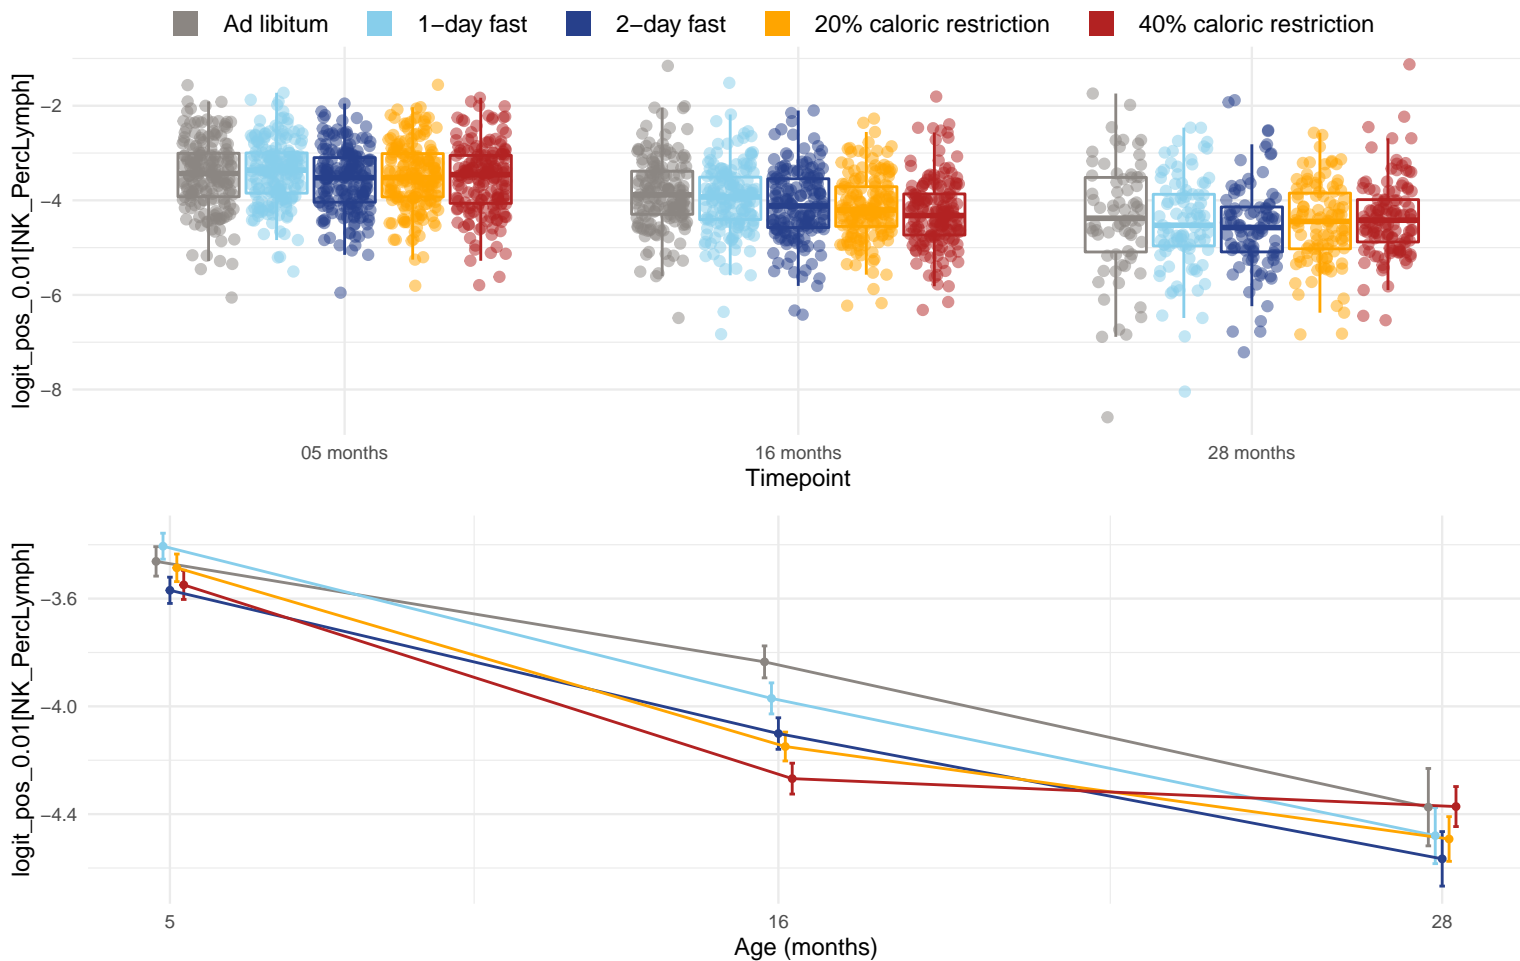 Ad libitum 1−day fast 2−day fast 20% caloric restriction 40% caloric restriction
logit_pos_0.01[NK_PercLymph]
−2
−4
−6
−8
05 months 16 months 28 months
Timepoint
logit_pos_0.01[NK_PercLymph]
−3.6
−4.0
−4.4
5 16 28
Age (months)